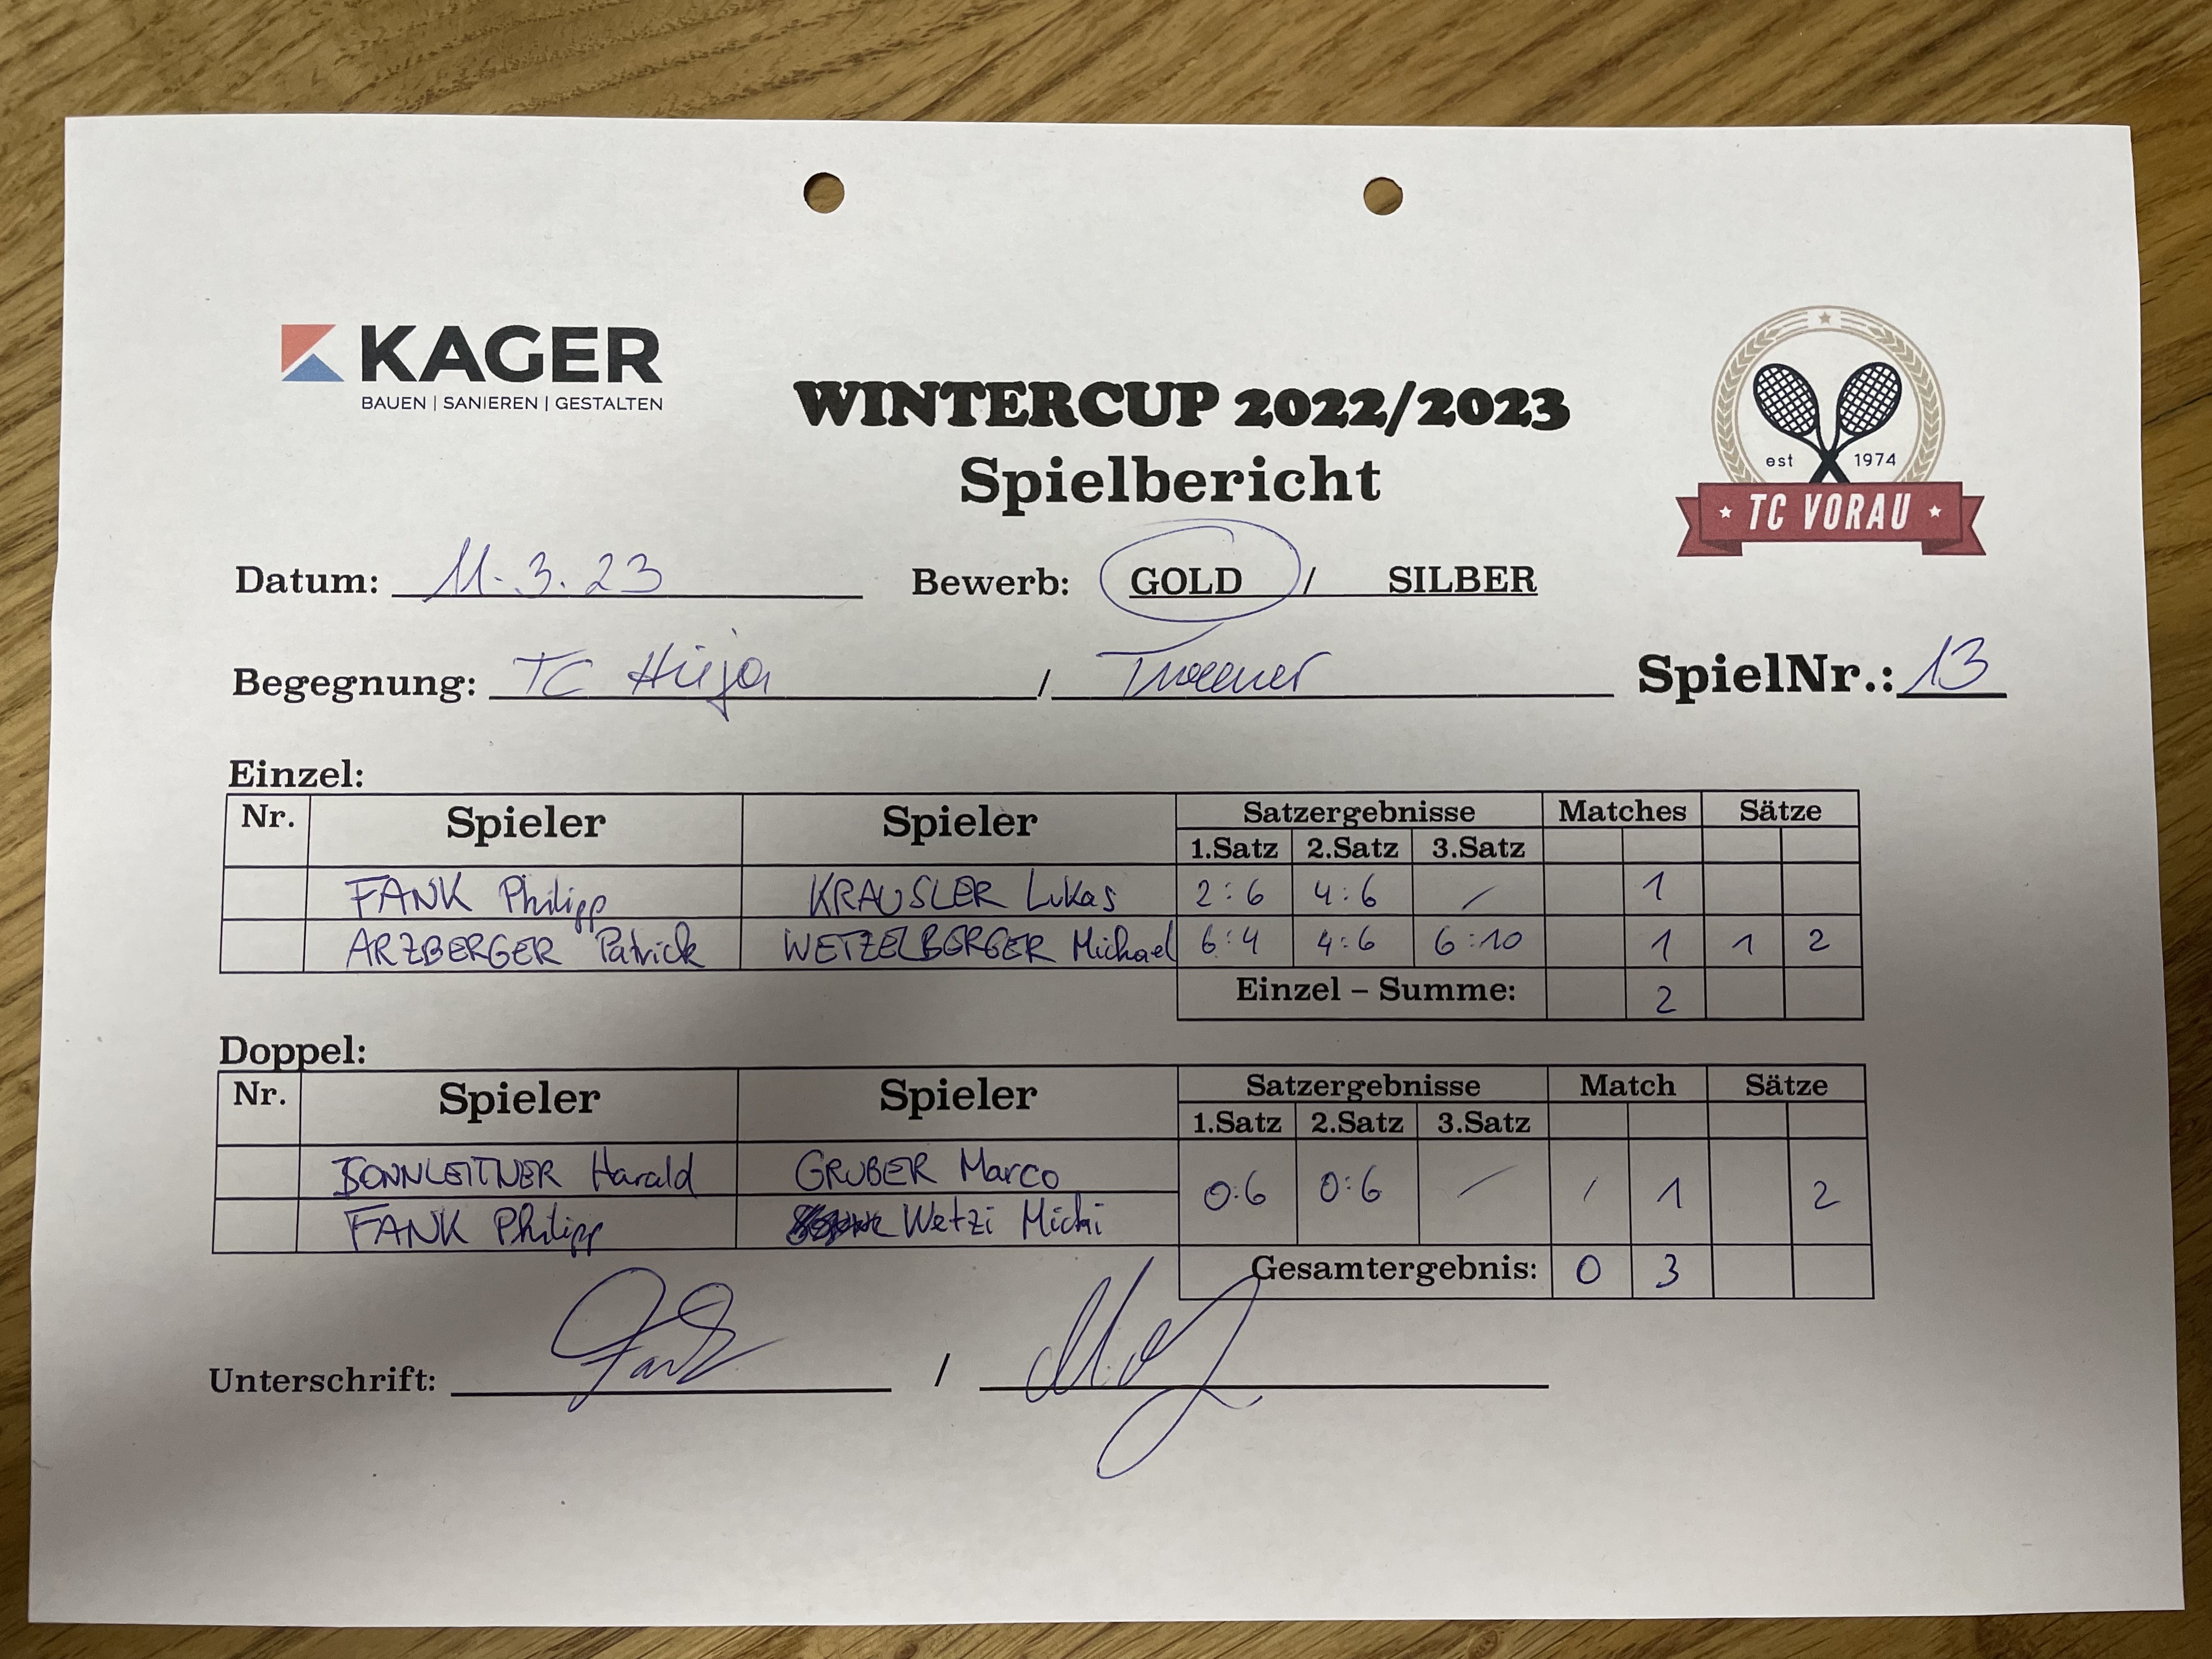 KAGER
BAUEN | SANIEREN | GESTALTEN
WINTERCUP 2022/2023
Spielbericht
est 1974
TC VORAU
Datum: 11.3.23 Bewerb: GOLD / SILBER
Begegnung: TC / SpielNr.: 13
Einzel:
Nr. Spieler Spieler Satzergebnisse Matches Sätze
1.Satz 2.Satz 3.Satz
FANK Philipp KRAUSLER Lukas 2:6 4:6 / 1
ARZBERGER Patrick WETZELBERGER Michael 6:4 4:6 6:10 1 1 2
Einzel – Summe: 2
Doppel:
Nr. Spieler Spieler Satzergebnisse Match Sätze
1.Satz 2.Satz 3.Satz
SONNLEITNER Harald GRUBER Marco 0:6 0:6 / / 1 2
FANK Philipp Wetzi Michi
Gesamtergebnis: 0 3
Unterschrift: /